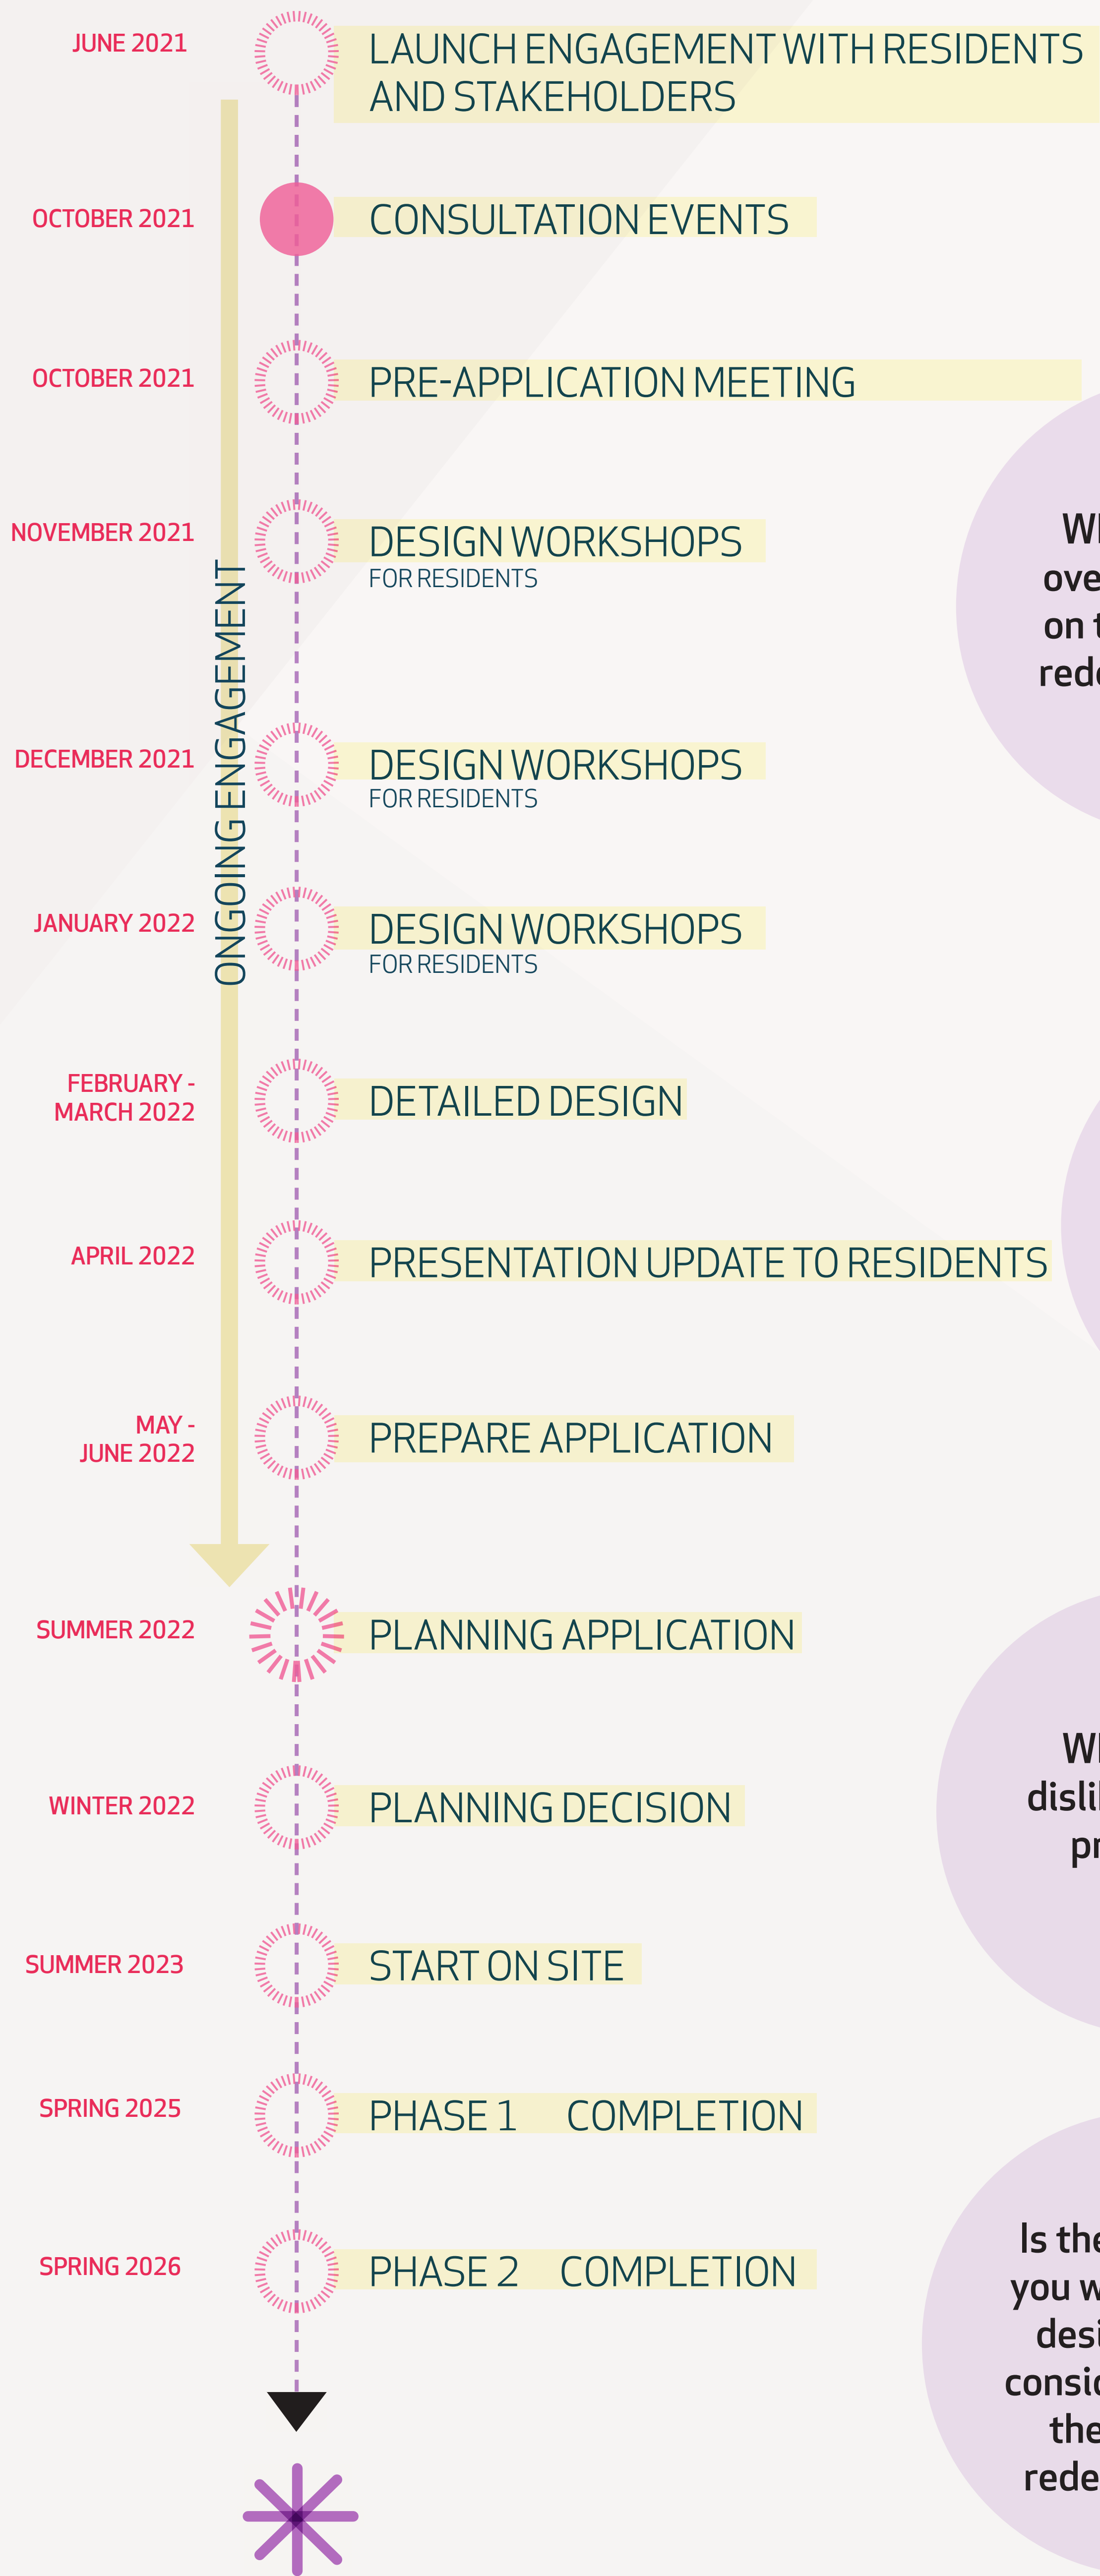 JUNE 2021
LAUNCH ENGAGEMENT WITH RESIDENTS
AND STAKEHOLDERS
OCTOBER 2021
CONSULTATION EVENTS
OCTOBER 2021
PRE-APPLICATION MEETING
NOVEMBER 2021
DESIGN WORKSHOPS
FOR RESIDENTS
ONGOING ENGAGEMENT
DECEMBER 2021
DESIGN WORKSHOPS
FOR RESIDENTS
JANUARY 2022
DESIGN WORKSHOPS
FOR RESIDENTS
FEBRUARY -
MARCH 2022
DETAILED DESIGN
APRIL 2022
PRESENTATION UPDATE TO RESIDENTS
MAY -
JUNE 2022
PREPARE APPLICATION
SUMMER 2022
PLANNING APPLICATION
WINTER 2022
PLANNING DECISION
SUMMER 2023
START ON SITE
SPRING 2025
PHASE 1 COMPLETION
SPRING 2026
PHASE 2 COMPLETION
on
Is
you